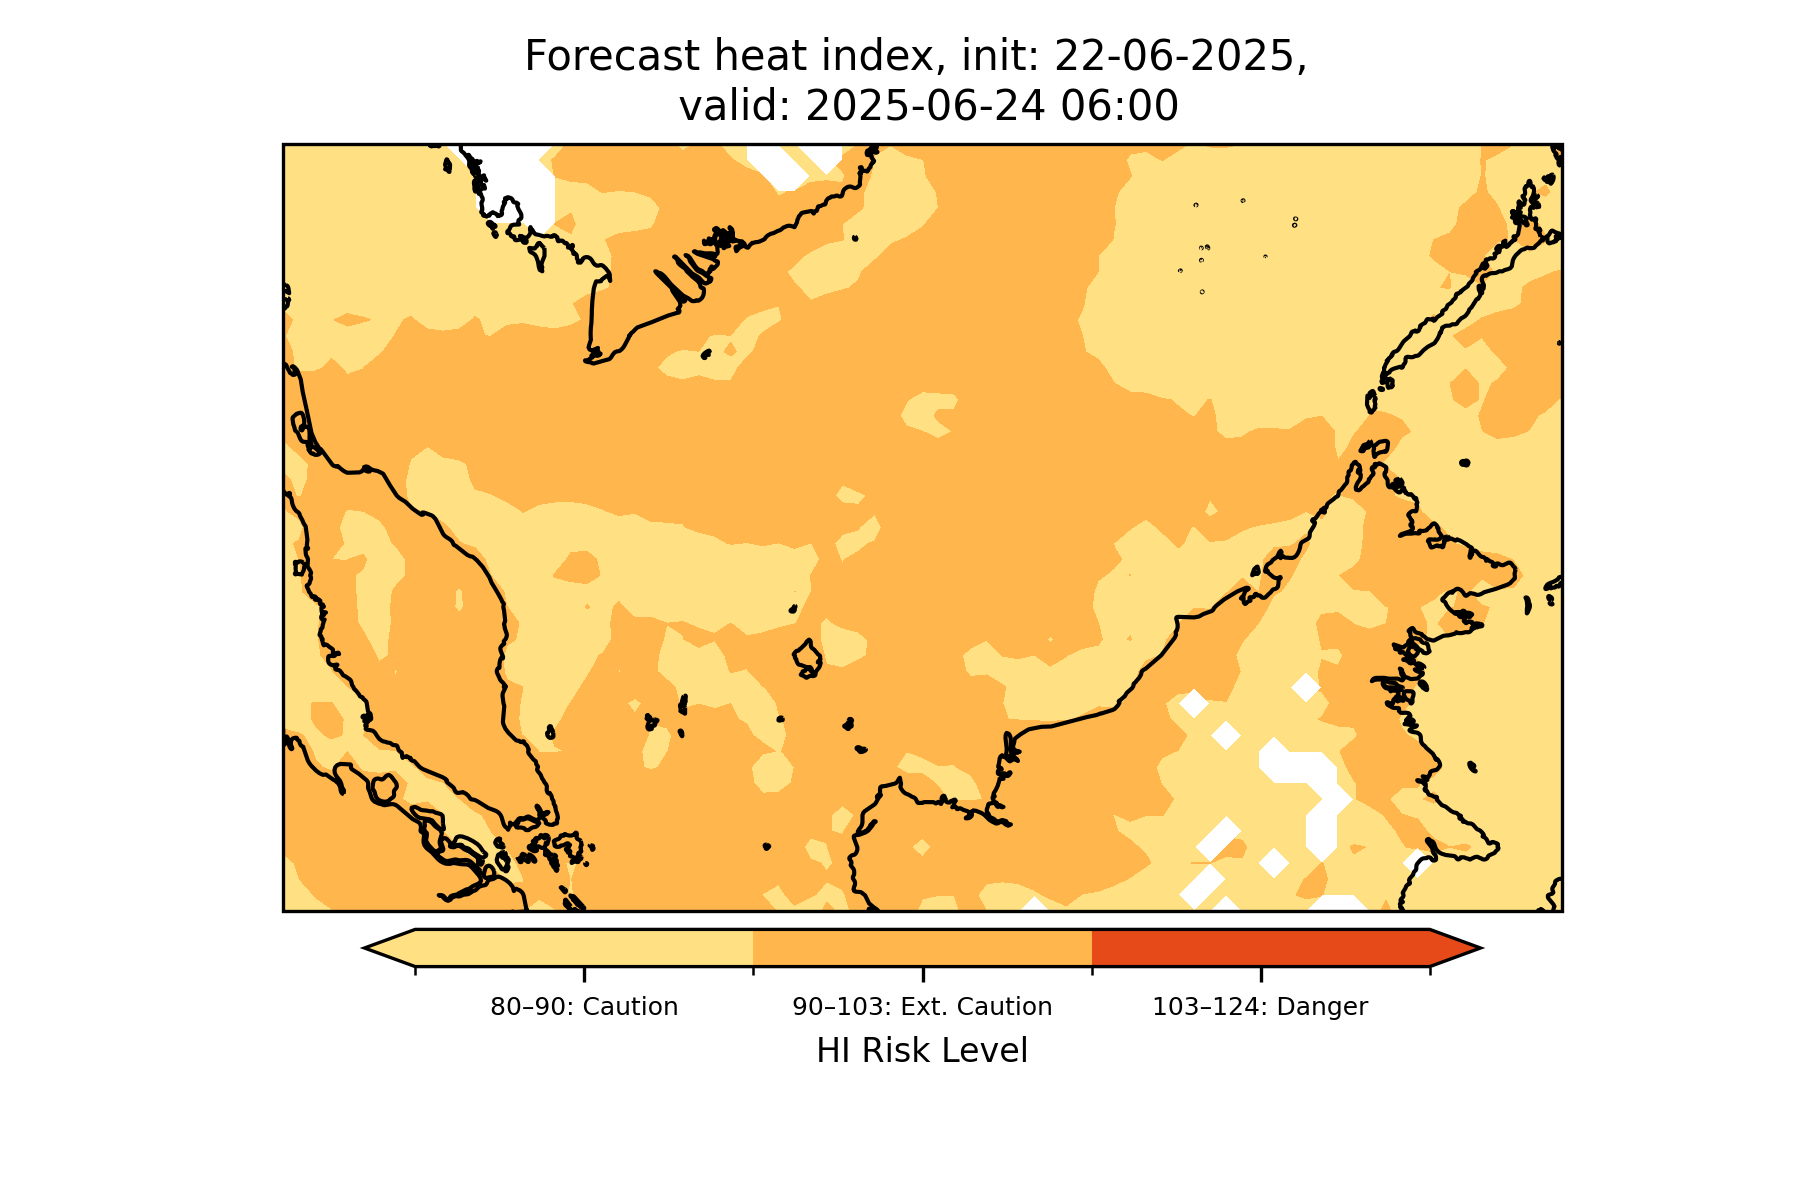 Forecast heat index, init: 22-06-2025,
valid: 2025-06-24 06:00
80–90: Caution
90–103: Ext. Caution
103–124: Danger
HI Risk Level